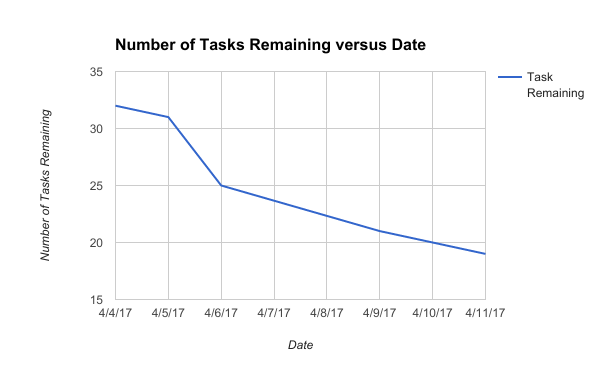 Number of Tasks Remaining versus Date
Number of Tasks Remaining
35
30
25
20
15
4/4/17
4/5/17
4/6/17
4/7/17
4/8/17
4/9/17
4/10/17
4/11/17
Date
Task
Remaining